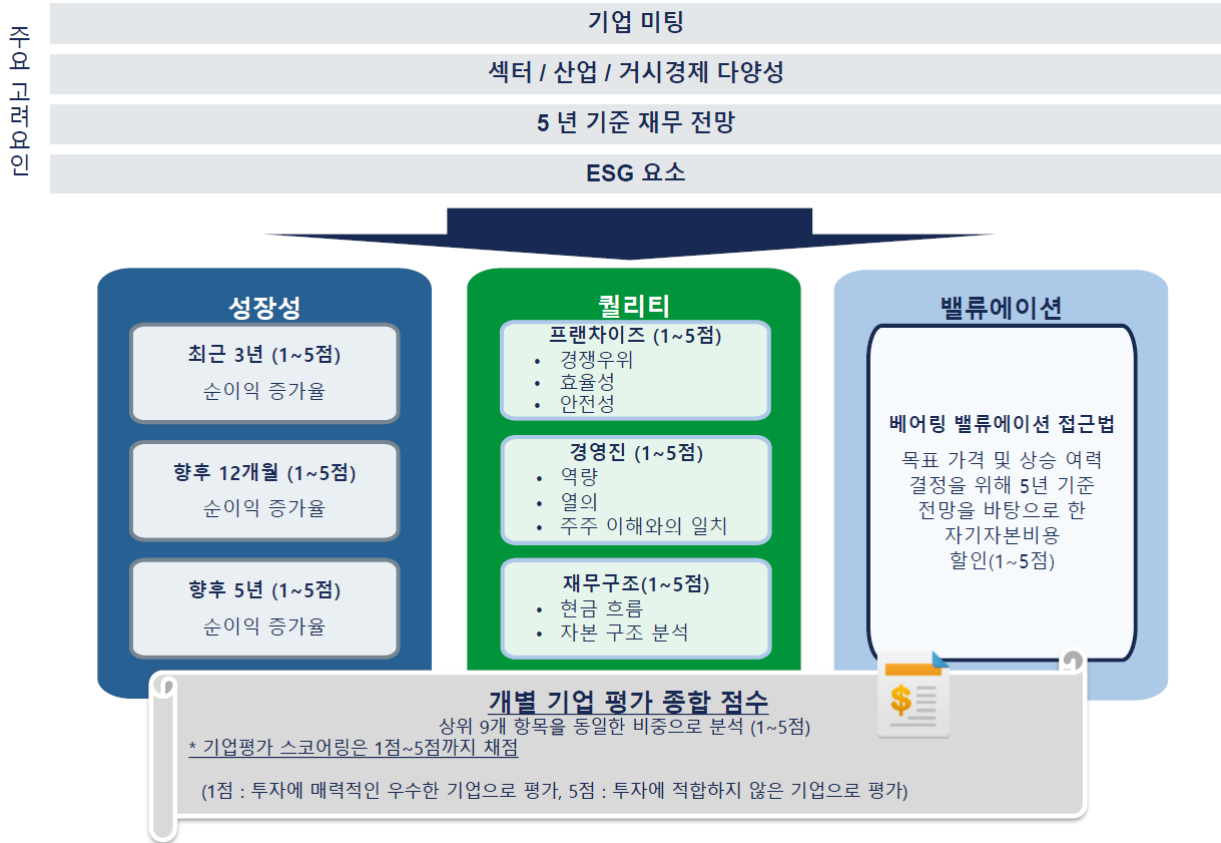 주요 고려요인
기업 미팅
섹터 / 산업 / 거시경제 다양성
5 년 기준 재무 전망
ESG 요소
성장성
최근 3년 (1~5점)
순이익 증가율
향후 12개월 (1~5점)
순이익 증가율
향후 5년 (1~5점)
순이익 증가율
퀄리티
프랜차이즈 (1~5점)
• 경쟁우위
• 효율성
• 안전성
경영진 (1~5점)
• 역량
• 열의
• 주주 이해와의 일치
재무구조(1~5점)
• 현금 흐름
• 자본 구조 분석
밸류에이션
베어링 밸류에이션 접근법
목표 가격 및 상승 여력
결정을 위해 5년 기준
전망을 바탕으로 한
자기자본비용
할인(1~5점)
$
개별 기업 평가 종합 점수
상위 9개 항목을 동일한 비중으로 분석 (1~5점)
* 기업평가 스코어링은 1점~5점까지 채점
(1점 : 투자에 매력적인 우수한 기업으로 평가, 5점 : 투자에 적합하지 않은 기업으로 평가)